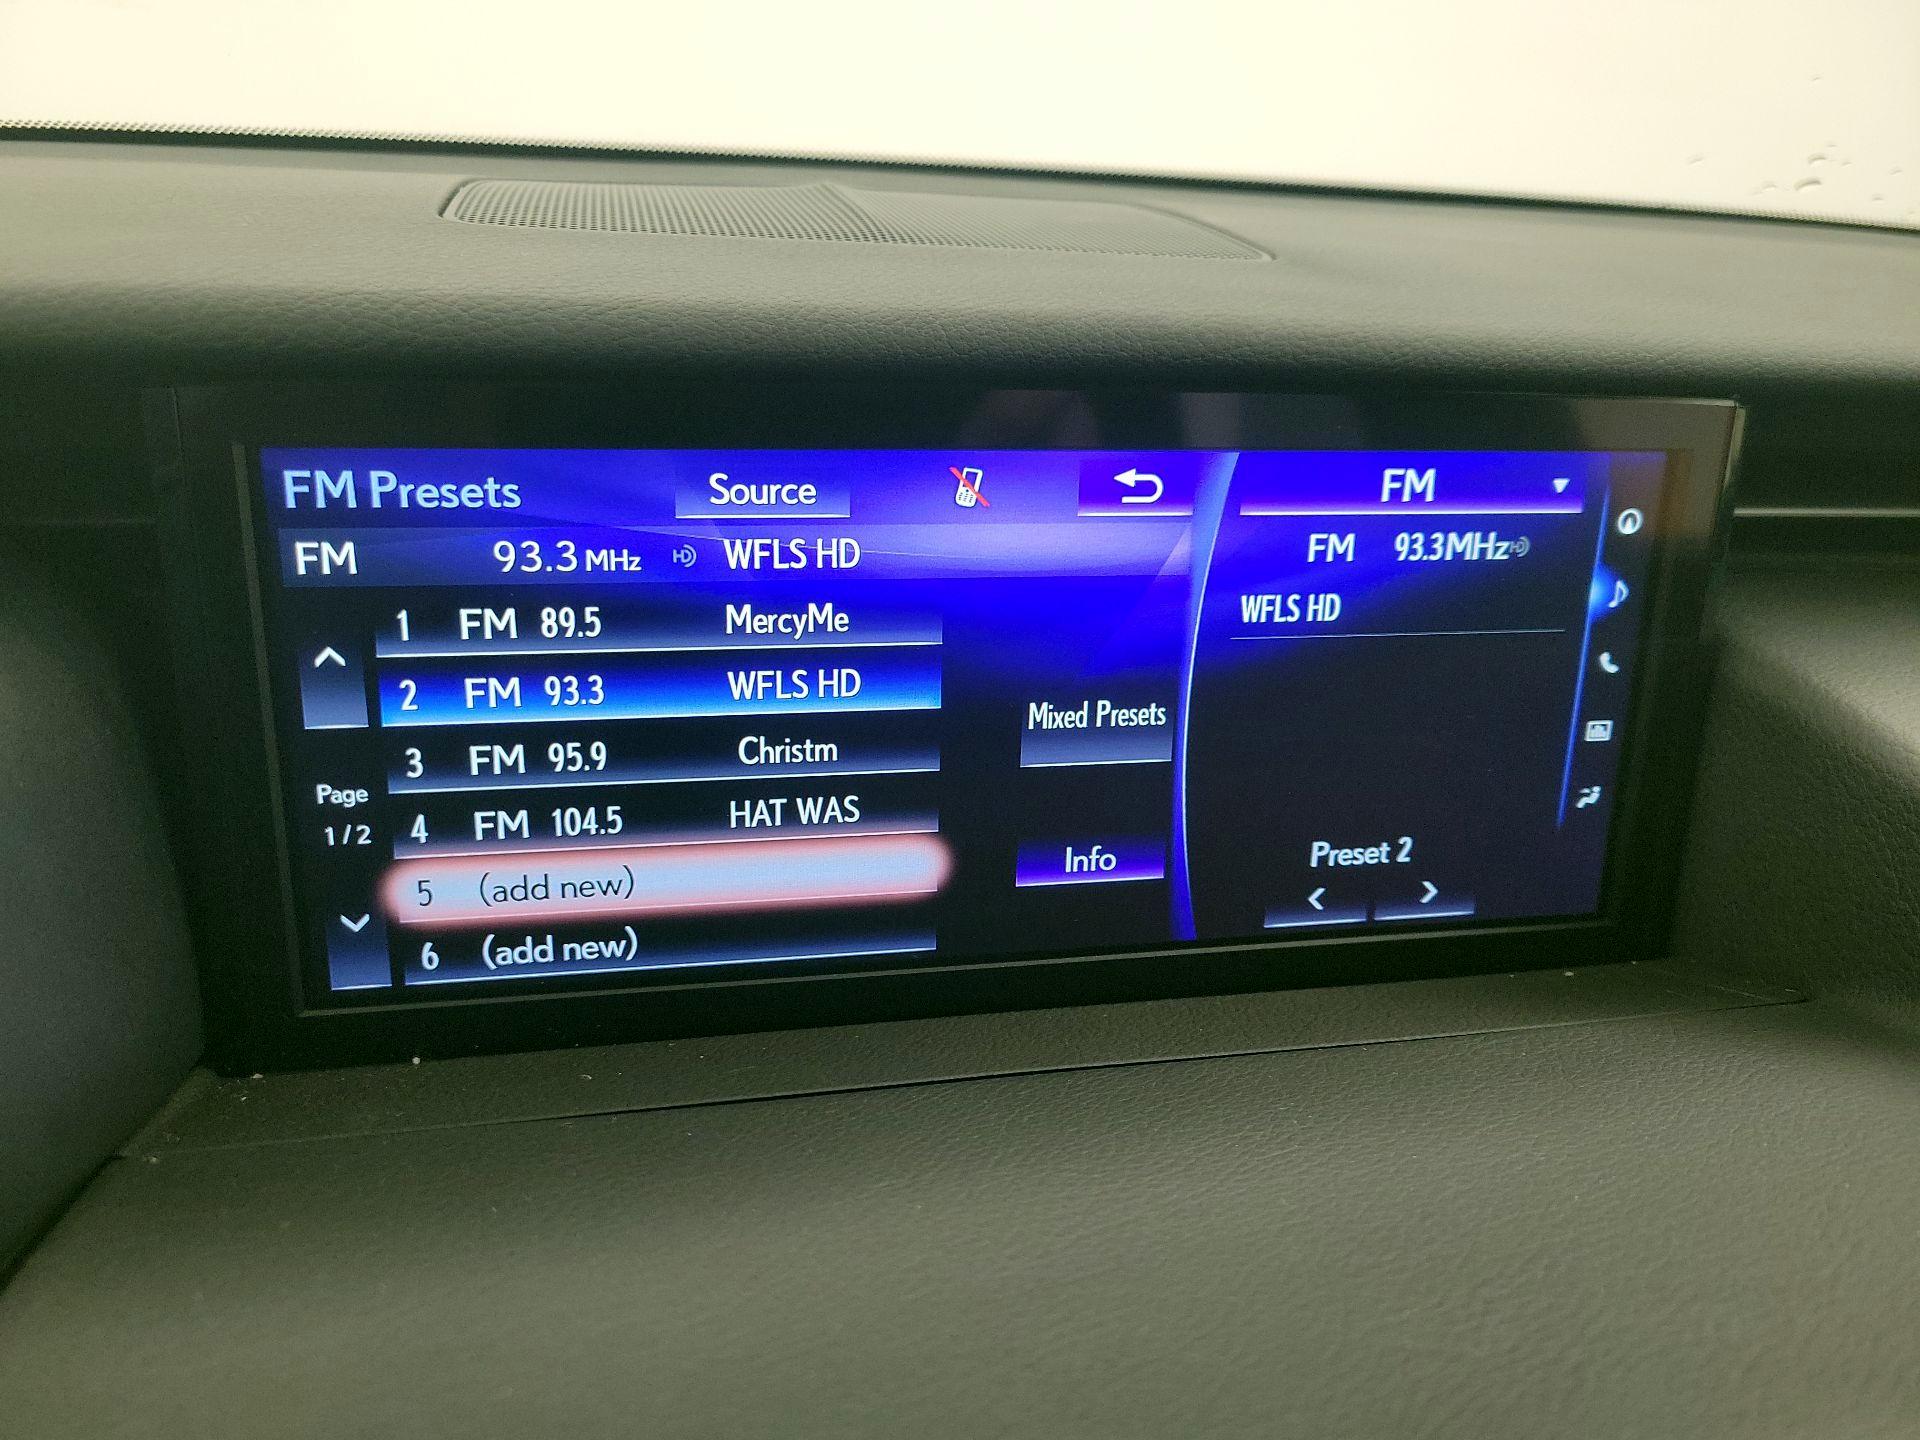 FM Presets Source FM
FM 93.3 MHz HD WFLS HD
FM 93.3MHz HD
WFLS HD
1 FM 89.5 MercyMe
2 FM 93.3 WFLS HD
3 FM 95.9 Christm
4 FM 104.5 HAT WAS
5 (add new)
6 (add new)
Page
1 / 2
Mixed Presets
Info
Preset 2